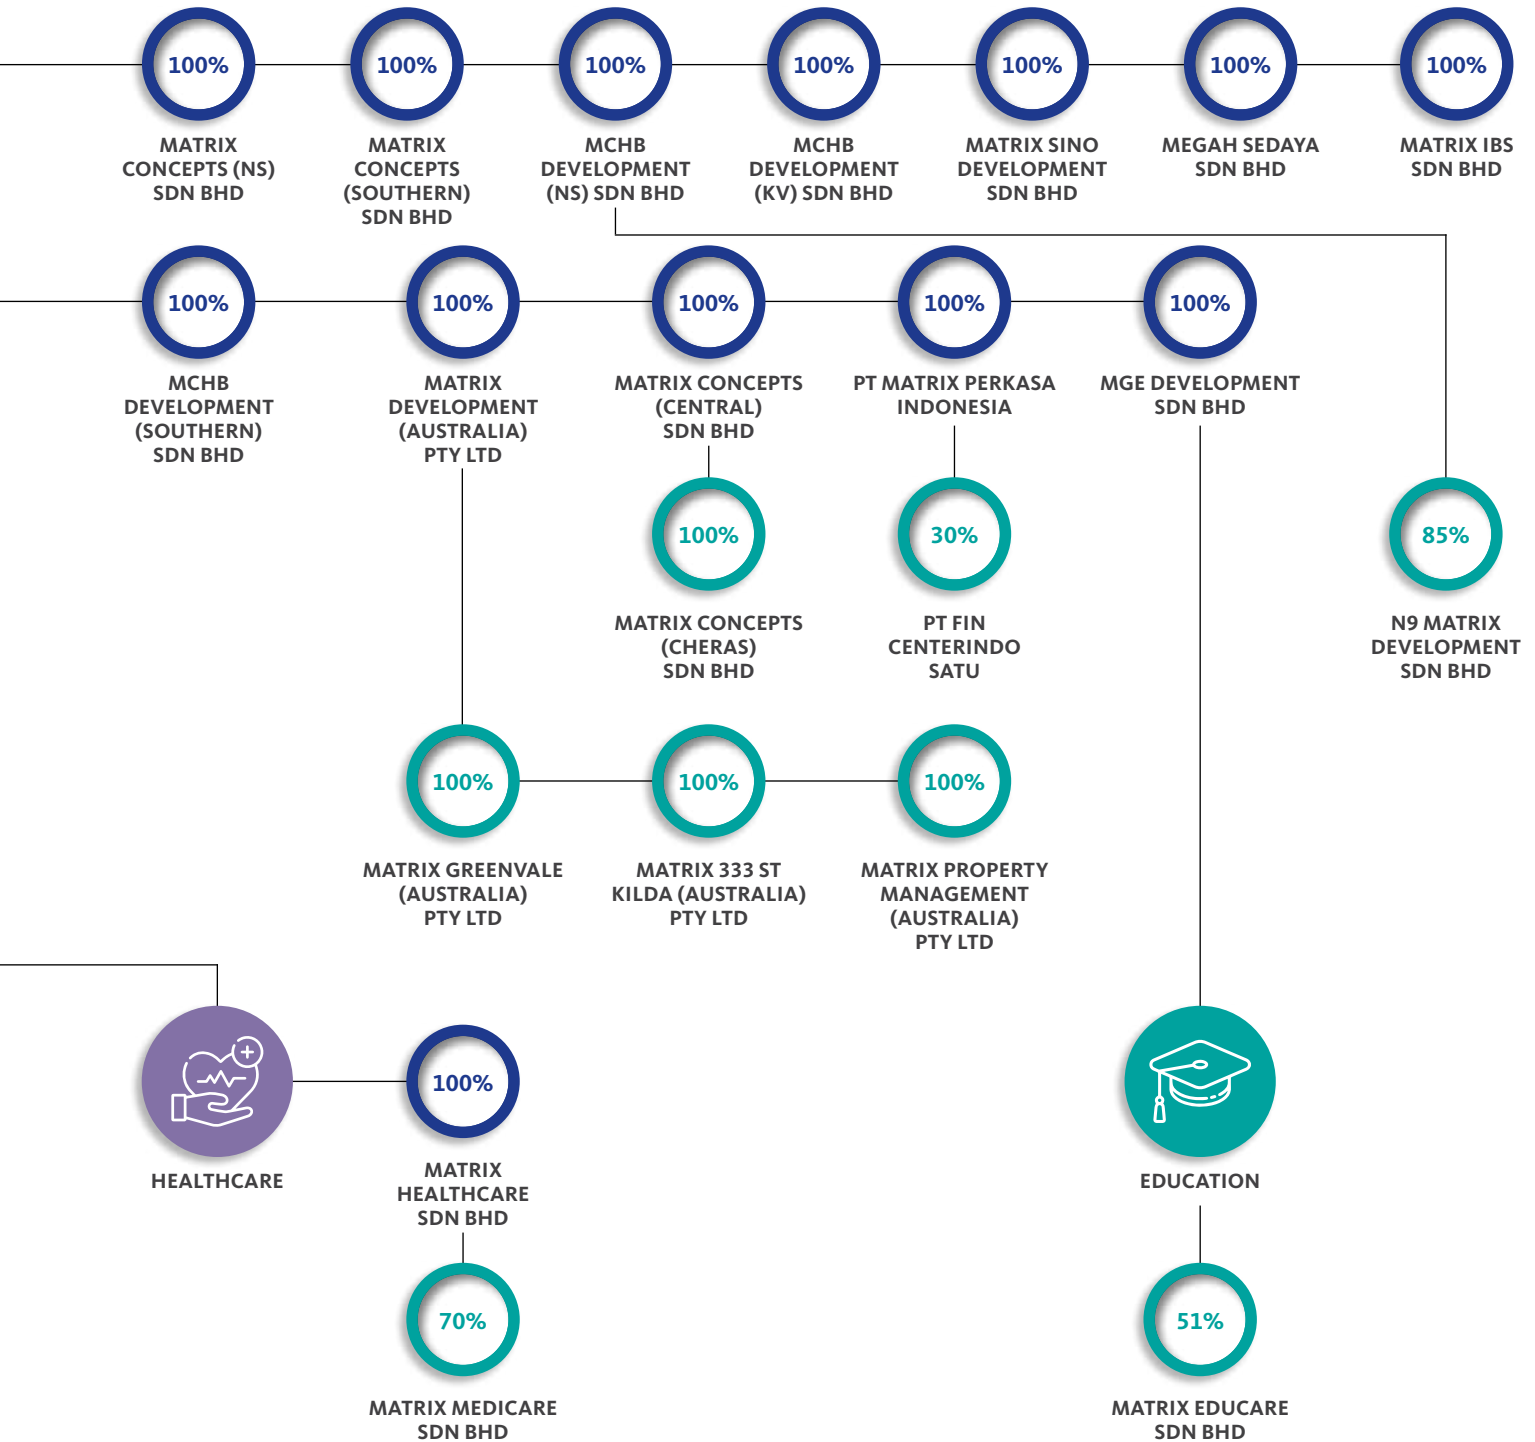 100%
MATRIX
CONCEPTS (NS)
SDN BHD
100%
MATRIX
CONCEPTS
(SOUTHERN)
SDN BHD
100%
MCHB
DEVELOPMENT
(NS) SDN BHD
100%
MCHB
DEVELOPMENT
(KV) SDN BHD
100%
MATRIX SINO
DEVELOPMENT
SDN BHD
100%
MEGAH SEDAYA
SDN BHD
100%
MATRIX IBS
SDN BHD
100%
MCHB
DEVELOPMENT
(SOUTHERN)
SDN BHD
100%
MATRIX
DEVELOPMENT
(AUSTRALIA)
PTY LTD
100%
MATRIX CONCEPTS
(CENTRAL)
SDN BHD
100%
PT MATRIX PERKASA
INDONESIA
100%
MGE DEVELOPMENT
SDN BHD
100%
MATRIX CONCEPTS
(CHERAS)
SDN BHD
30%
PT FIN
CENTERINDO
SATU
85%
N9 MATRIX
DEVELOPMENT
SDN BHD
100%
MATRIX GREENVALE
(AUSTRALIA)
PTY LTD
100%
MATRIX 333 ST
KILDA (AUSTRALIA)
PTY LTD
100%
MATRIX PROPERTY
MANAGEMENT
(AUSTRALIA)
PTY LTD
HEALTHCARE
100%
MATRIX
HEALTHCARE
SDN BHD
EDUCATION
70%
MATRIX MEDICARE
SDN BHD
51%
MATRIX EDUCARE
SDN BHD